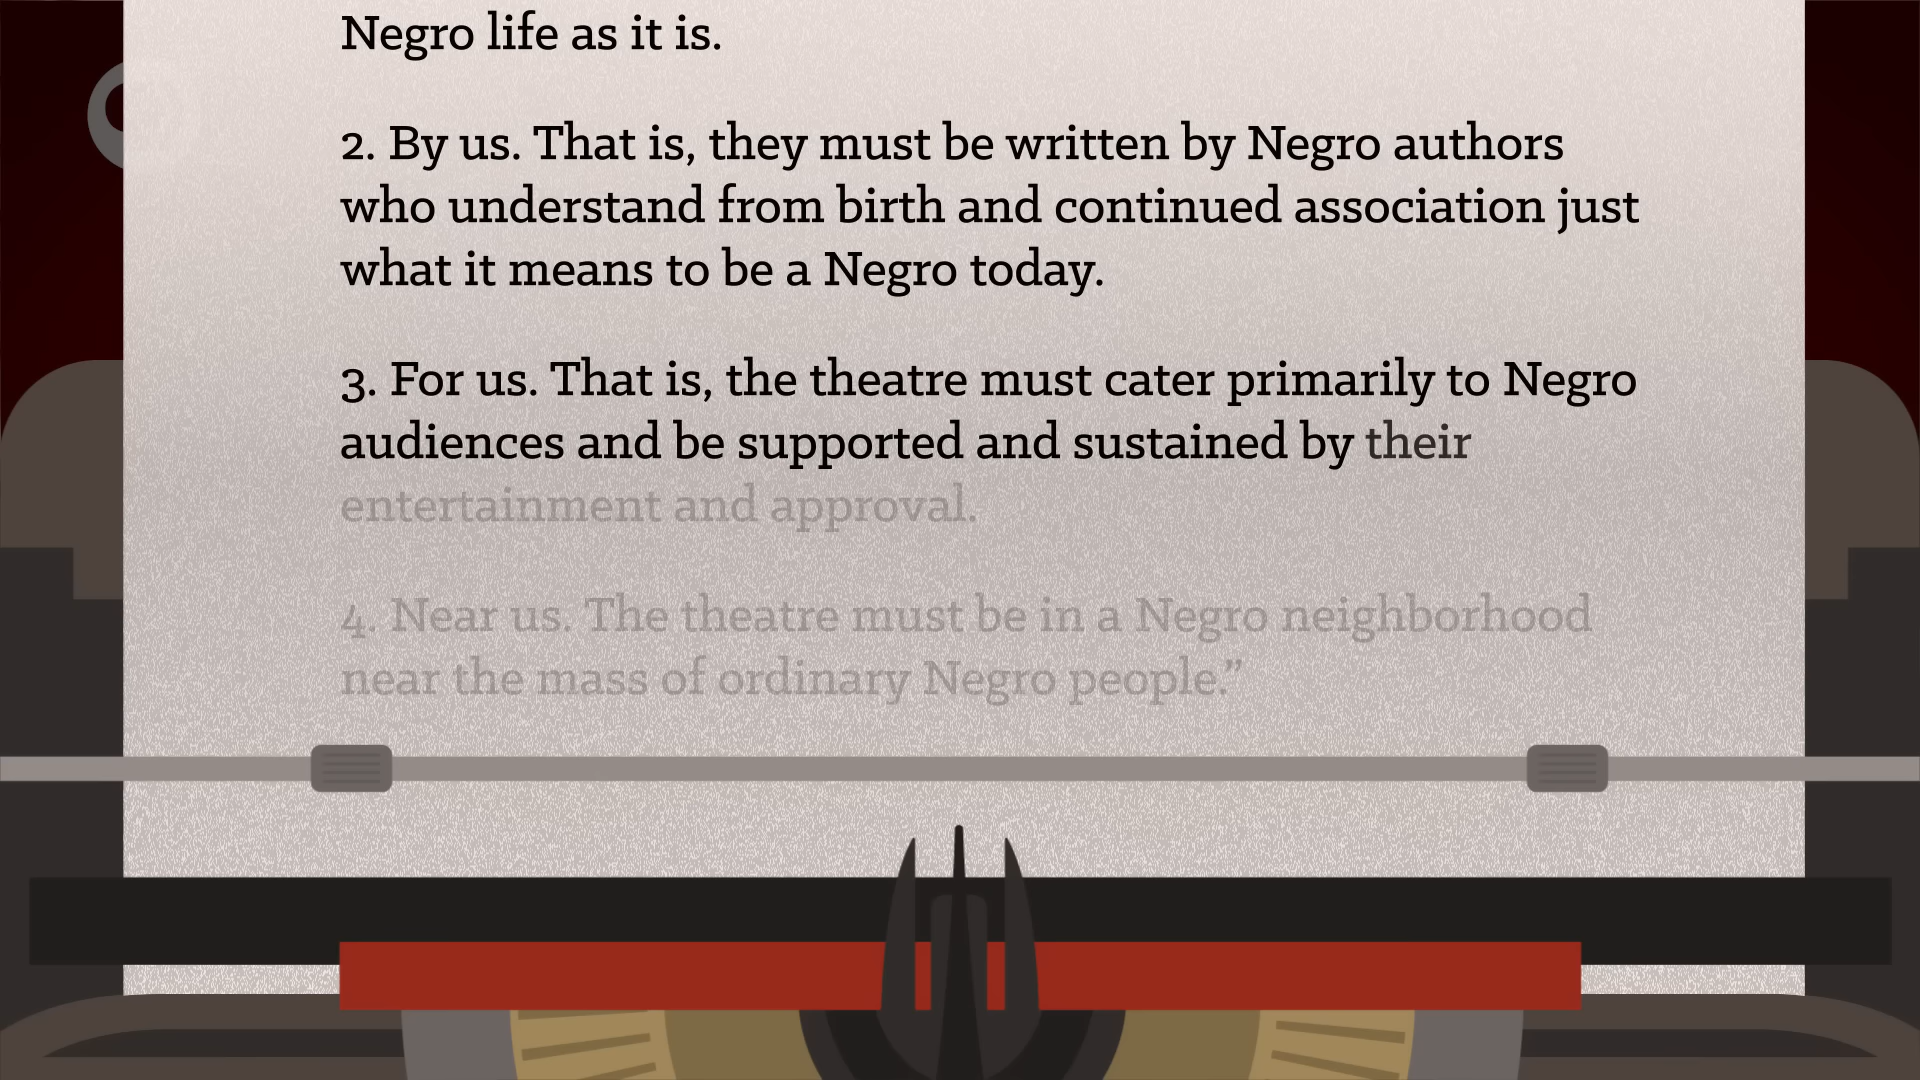 Negro life as it is.
2. By us. That is, they must be written by Negro authors
who understand from birth and continued association just
what it means to be a Negro today.
3. For us. That is, the theatre must cater primarily to Negro
audiences and be supported and sustained by their
entertainment and approval.
4. Near us. The theatre must be in a Negro neighborhood
near the mass of ordinary Negro people.”